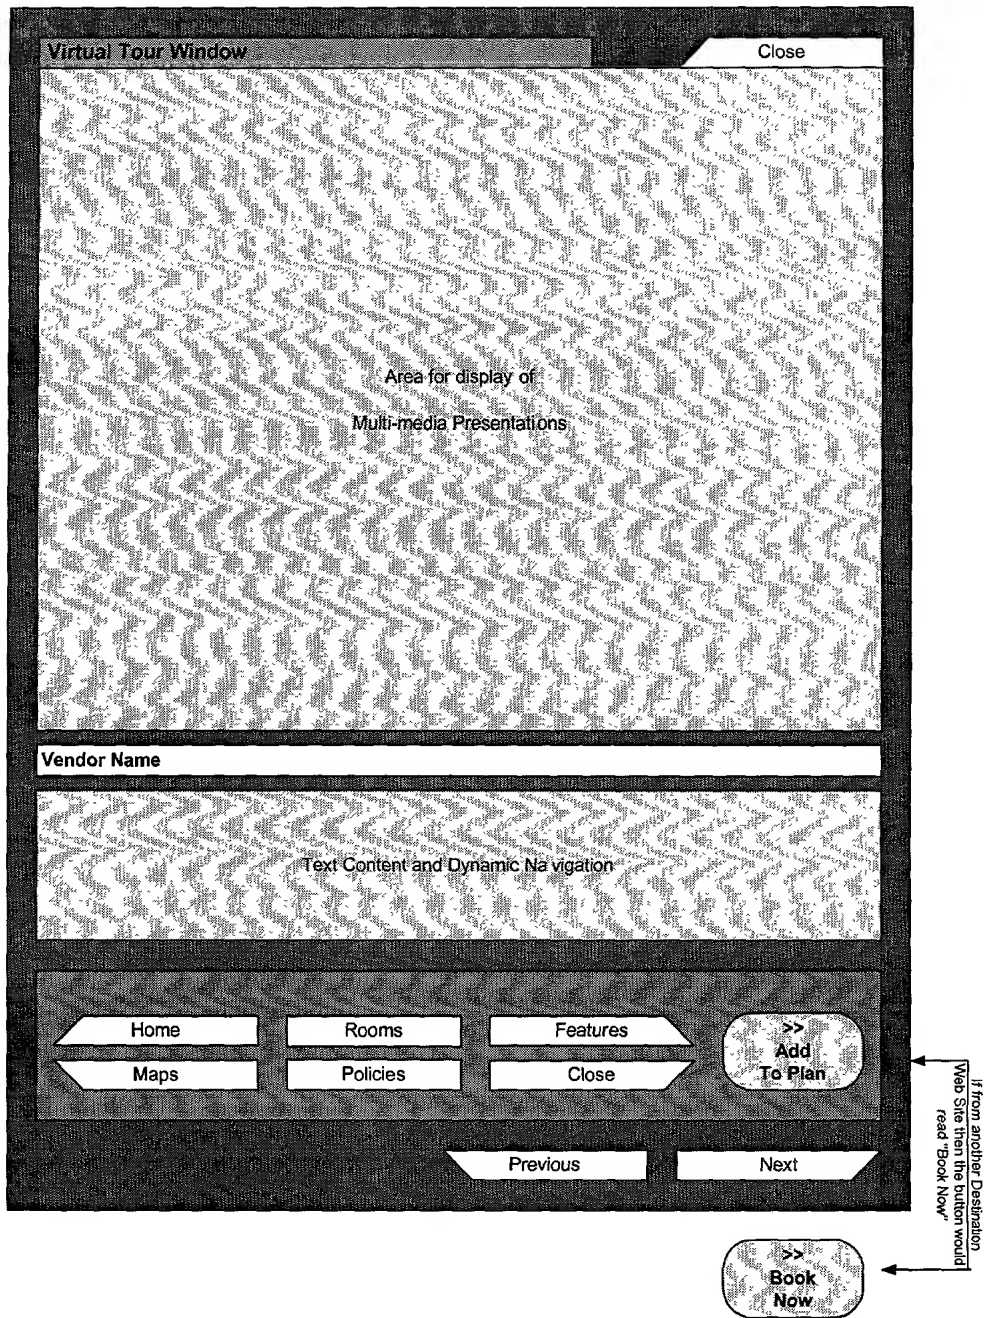 Virtual Tour Window
Close
Area for display of
Multi-media Presentations
Vendor Name
Text Content and Dynamic Na vigation
Home
Rooms
Features
Maps
Policies
Close
>>
Add
To Plan
Previous
Next
If from another Destination
Web Site then the button would
read "Book Now"
>>
Book
Now